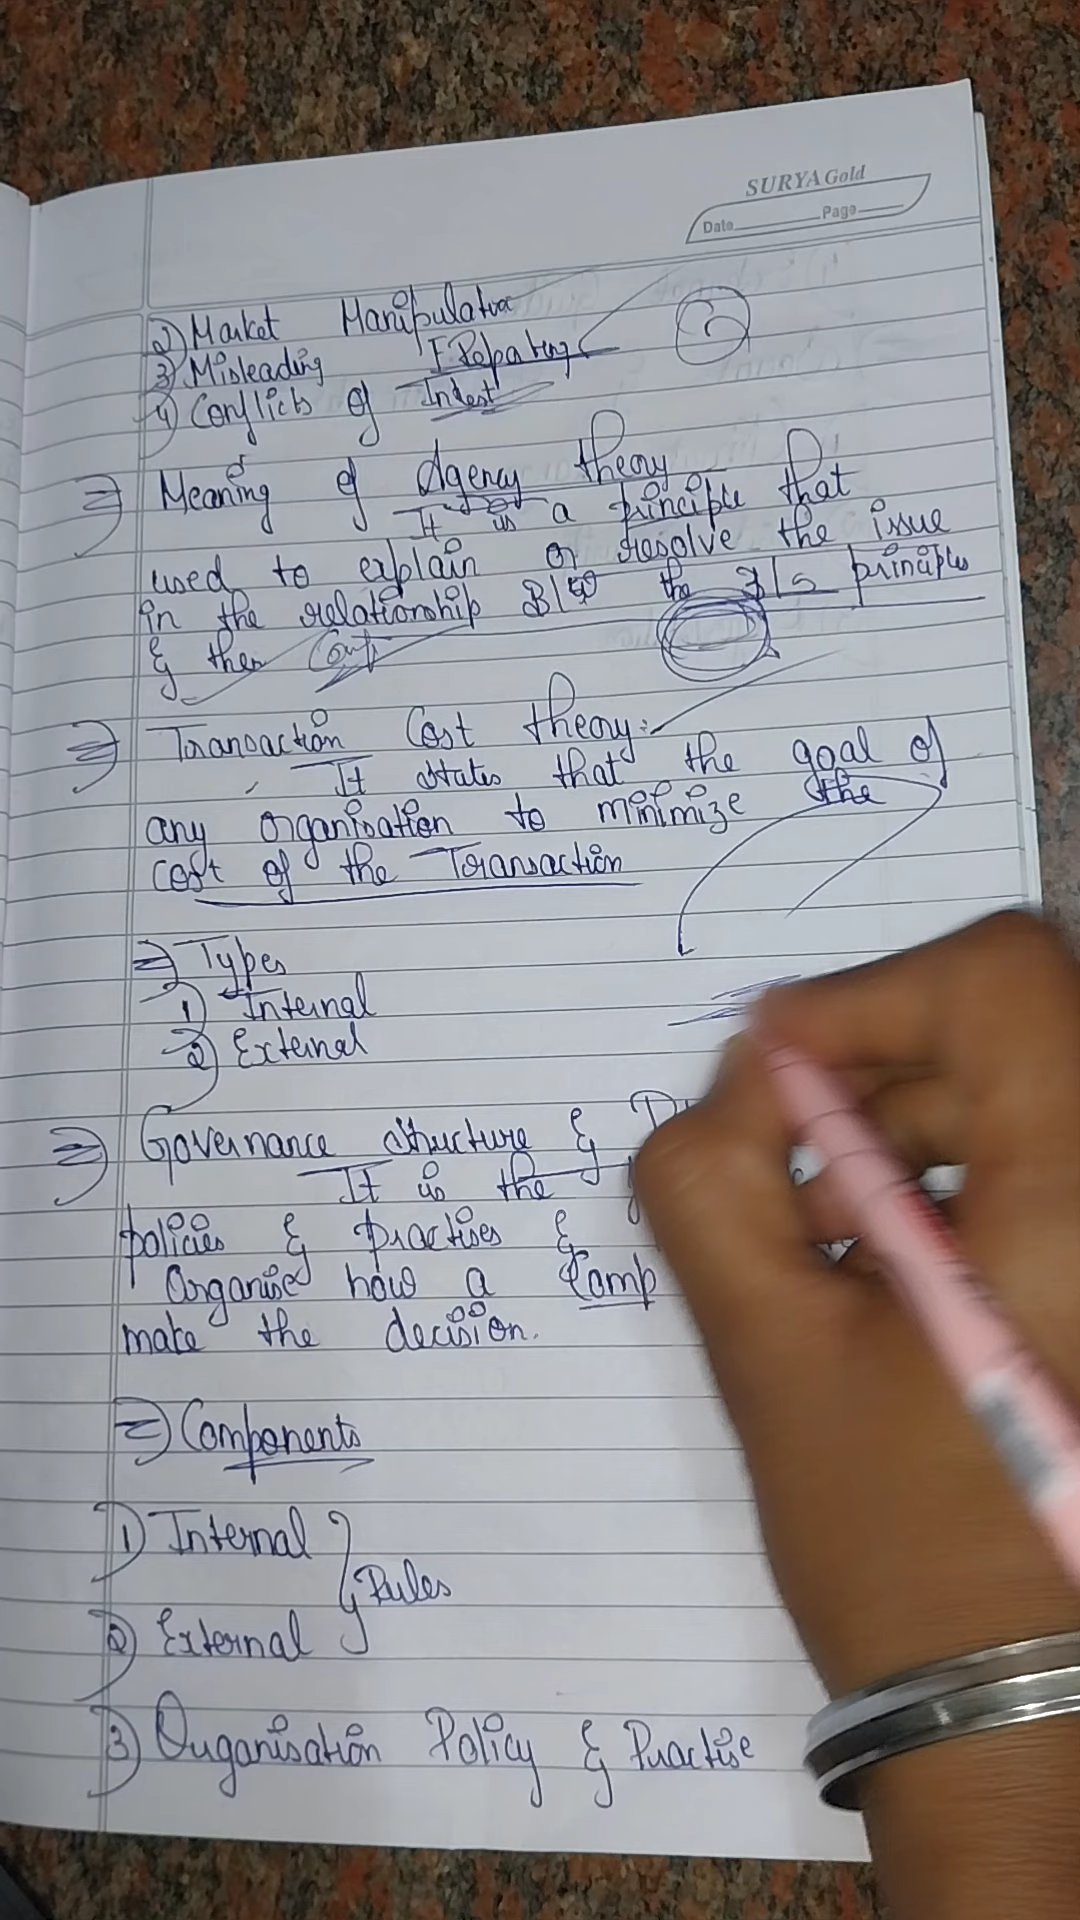 SURYA Gold
Date Page
2) Market Manipulation
3) Misleading F. Reporting
4) Conflicts of Intest
Meaning of Agency theory
It is a principle that
used to explain or resolve the issue
in the relationship B/w the B/S principles
& their
Transaction Cost theory:-
It states that the goal of
any organisation to minimize the
cost of the Transaction
Types
1) Internal
2) External
Governance structure &
It is the
policies & practises &
Organise how a Comp
make the decision.
Components
1) Internal
Rules
2) External
3) Organisation Policy & Practise